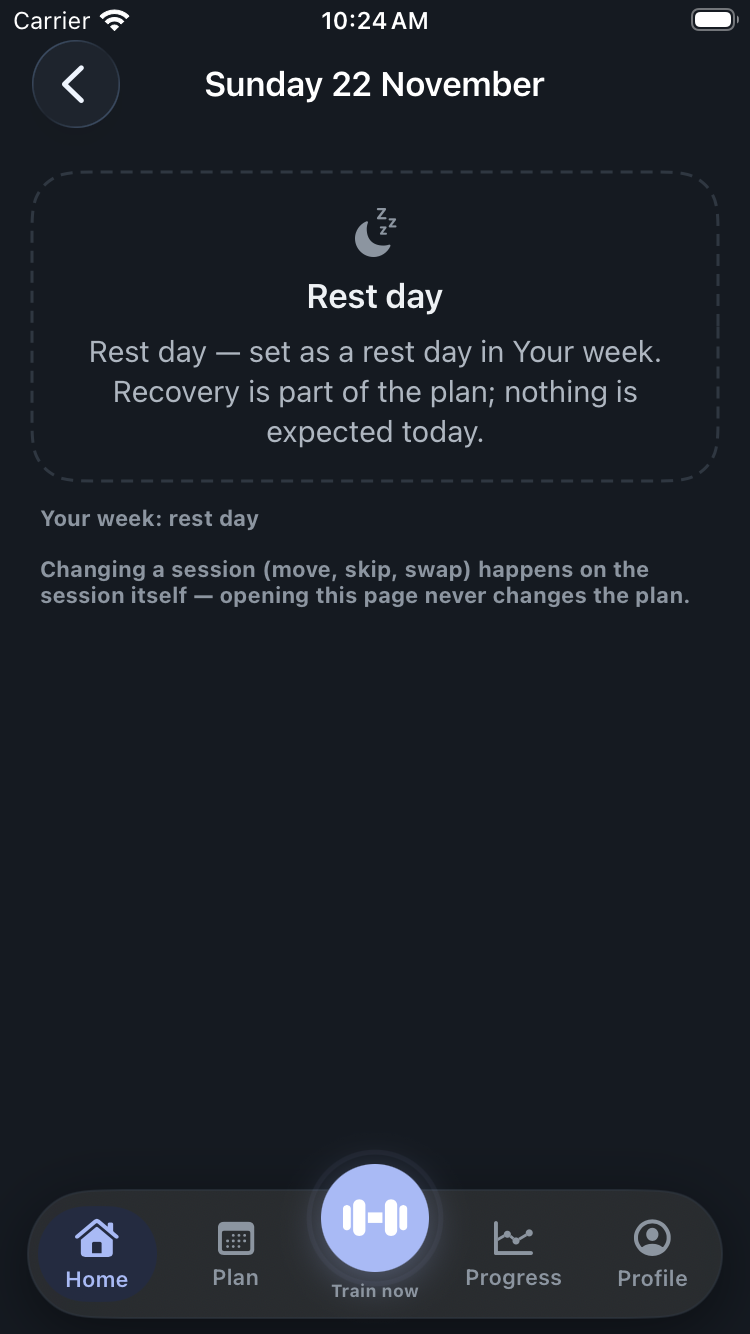 Carrier
10:24 AM
Sunday 22 November
z
z
z
Rest day
Rest day — set as a rest day in Your week.
Recovery is part of the plan; nothing is
expected today.
Your week: rest day
Changing a session (move, skip, swap) happens on the
session itself — opening this page never changes the plan.
Home
Plan
Train now
Progress
Profile